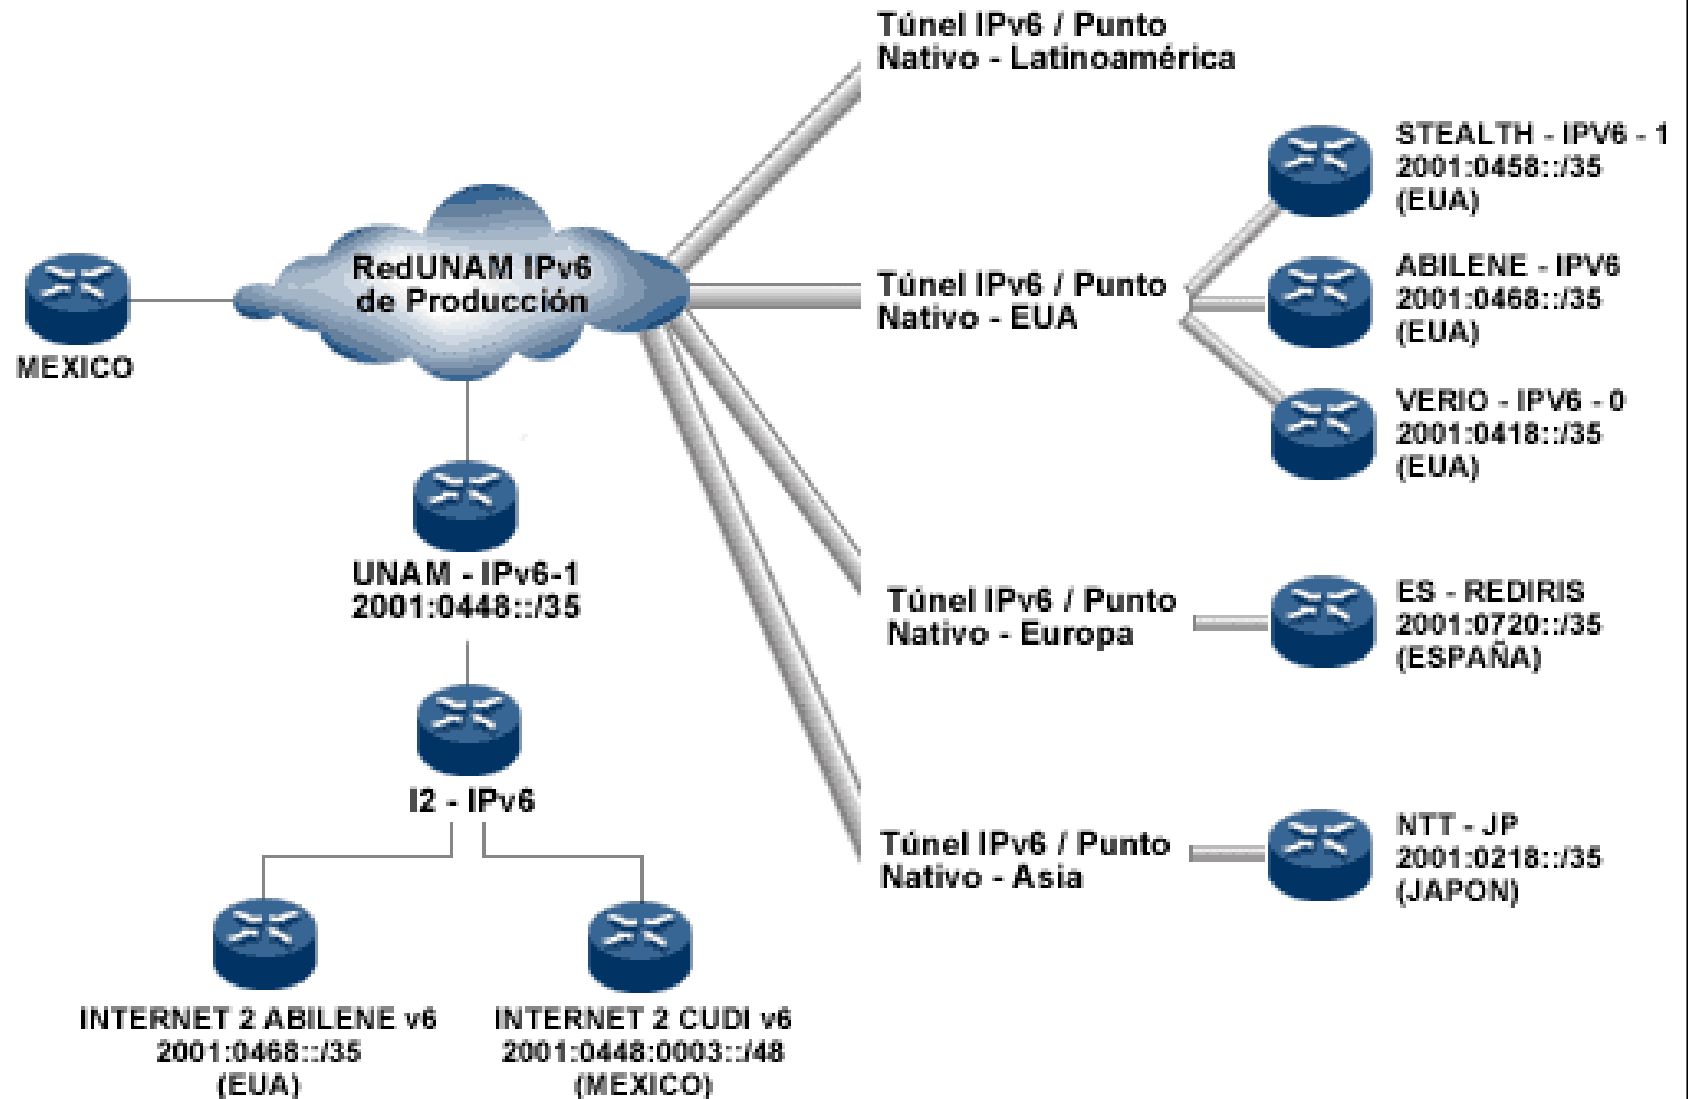 Túnel IPv6 / Punto
Nativo - Latinoamérica
STEALTH - IPV6 - 1
2001:0458::/35
(EUA)
RedUNAM IPv6
de Producción
MEXICO
Túnel IPv6 / Punto
Nativo - EUA
ABILENE - IPV6
2001:0468::/35
(EUA)
VERIO - IPV6 - 0
2001:0418::/35
(EUA)
UNAM - IPv6-1
2001:0448::/35
Túnel IPv6 / Punto
Nativo - Europa
ES - REDIRIS
2001:0720::/35
(ESPAÑA)
I2 - IPv6
Túnel IPv6 / Punto
Nativo - Asia
NTT - JP
2001:0218::/35
(JAPON)
INTERNET 2 ABILENE v6
2001:0468::/35
(EUA)
INTERNET 2 CUDI v6
2001:0448:0003::/48
(MEXICO)